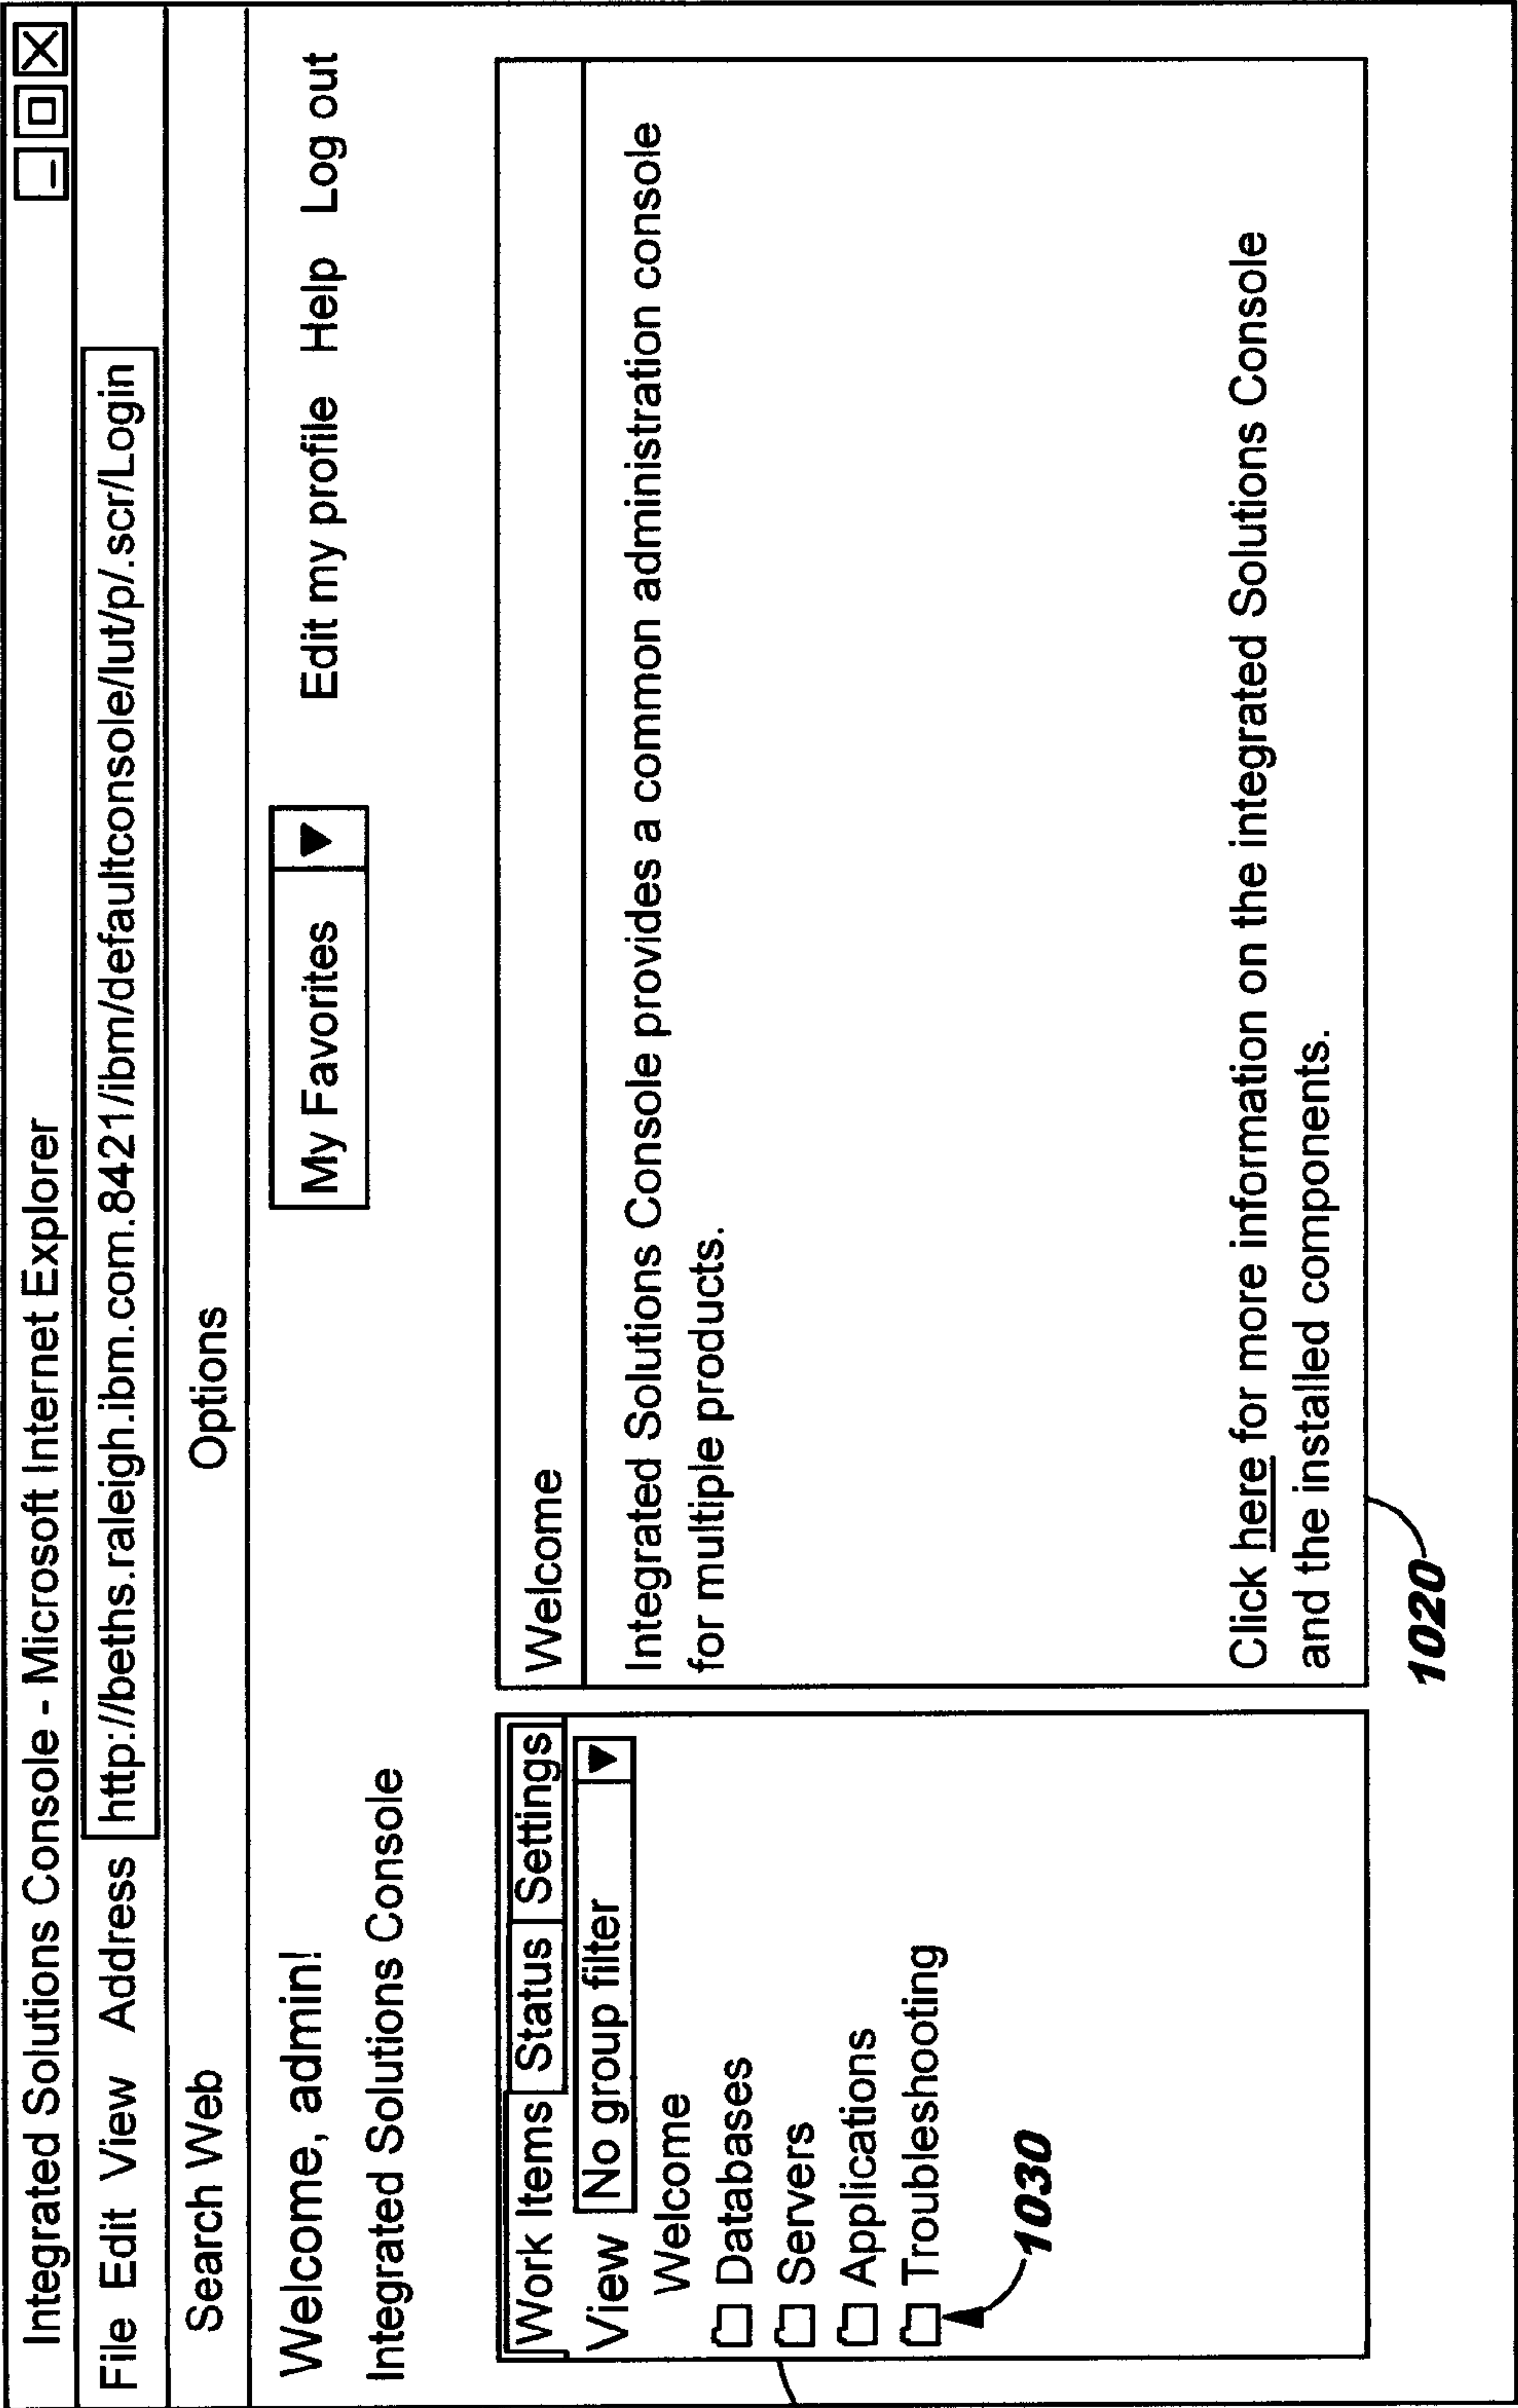 Integrated Solutions Console - Microsoft Internet Explorer
File Edit View Address http://beths.raleigh.ibm.com.8421/ibm/defaultconsole/lut/p/.scr/Login
Search Web Options
Welcome, admin! My Favorites Edit my profile Help Log out
Integrated Solutions Console
Work Items Status Settings
View No group filter
Welcome
Databases
Servers
Applications
Troubleshooting
1030
Welcome
Integrated Solutions Console provides a common administration console
for multiple products.
Click here for more information on the integrated Solutions Console
and the installed components.
1020